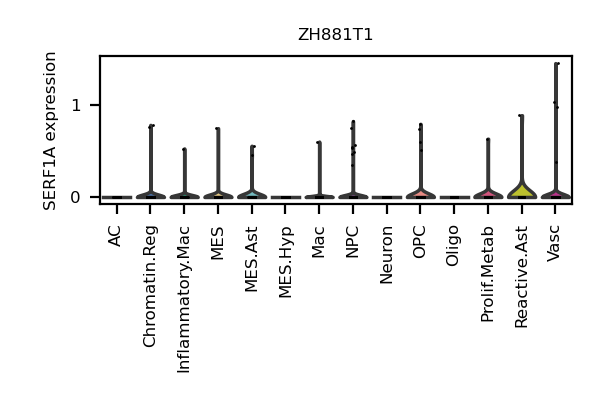 ZH881T1
SERF1A expression
1
0
AC
Chromatin.Reg
Inflammatory.Mac
MES
MES.Ast
MES.Hyp
Mac
NPC
Neuron
OPC
Oligo
Prolif.Metab
Reactive.Ast
Vasc